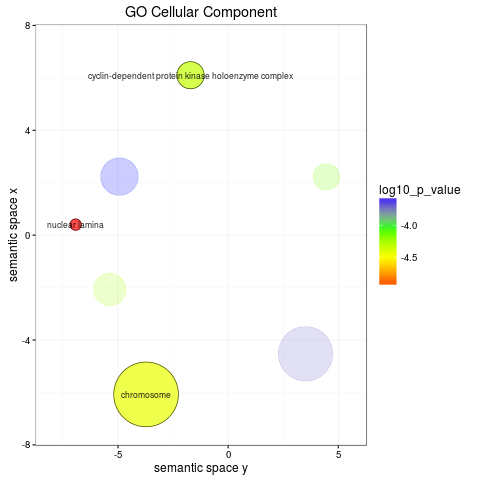 GO Cellular Component
8
cyclin-dependent protein kinase holoenzyme complex
4
log10_p_value
-4.0
-4.5
nuclear lamina
0
semantic space x
-4
chromosome
-8
-5
0
5
semantic space y